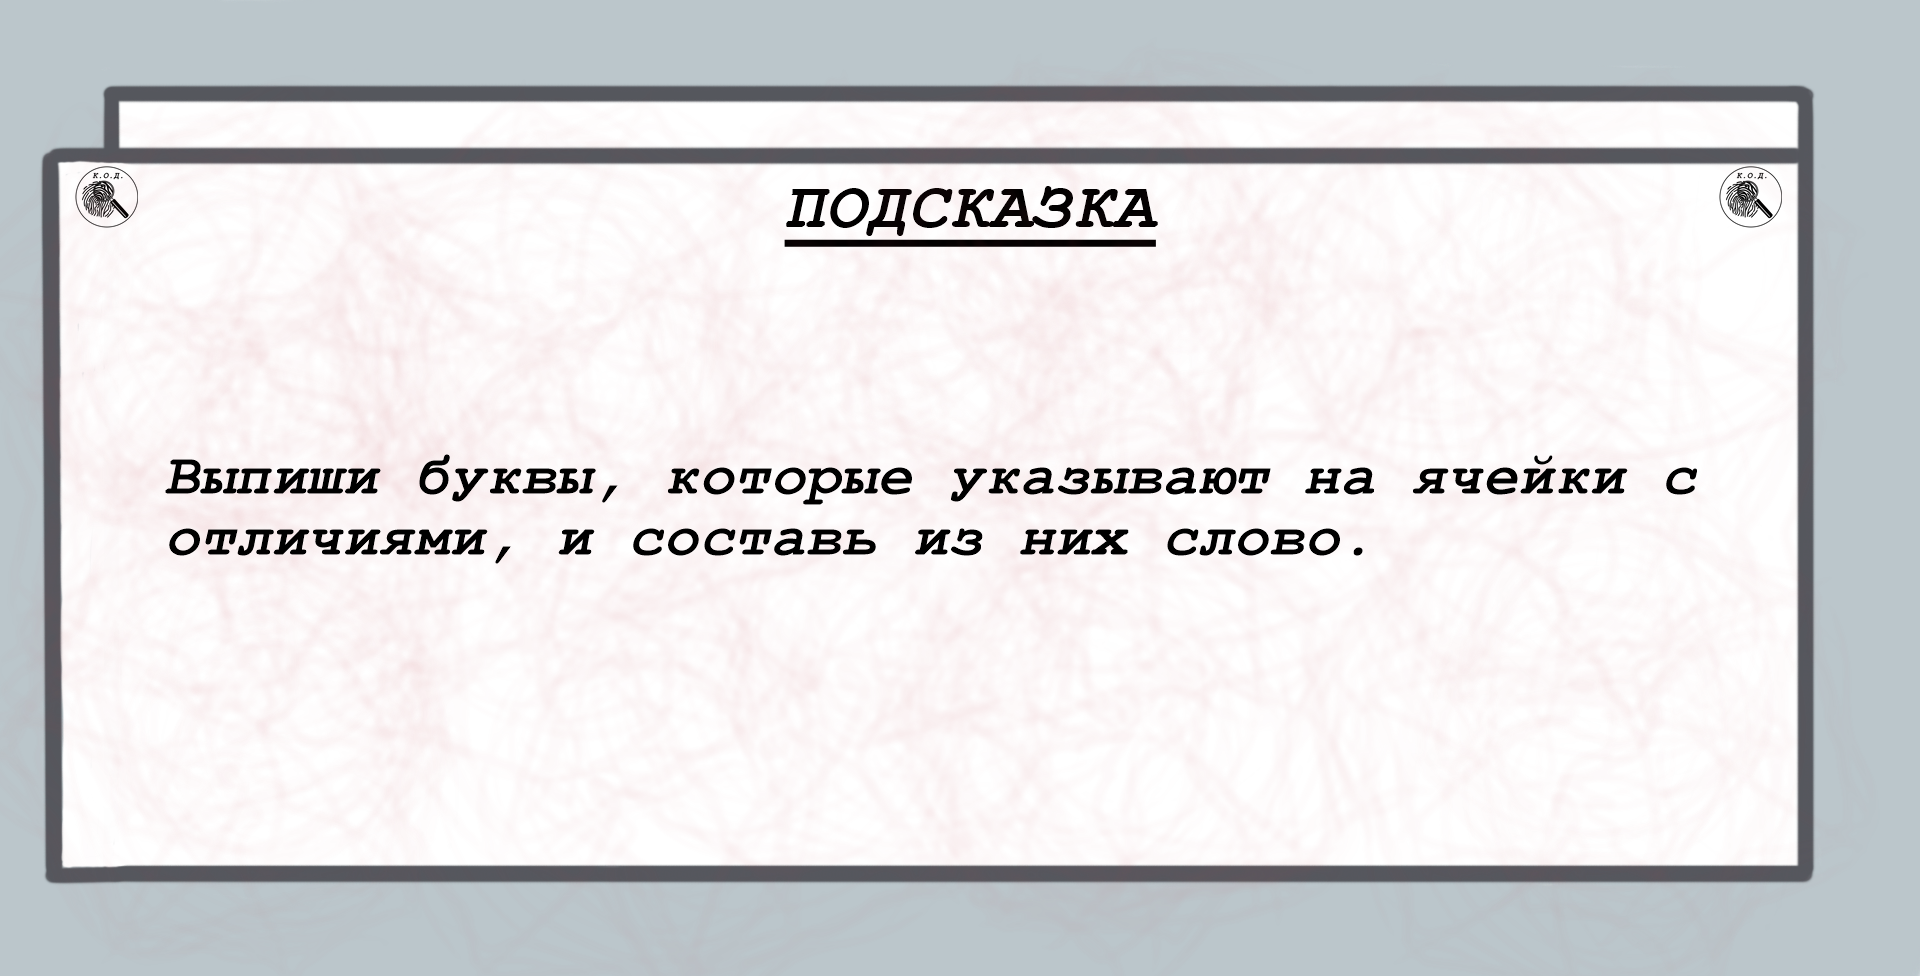 К.О.Д.
К.О.Д.
ПОДСКАЗКА
Выпиши буквы, которые указывают на ячейки с
отличиями, и составь из них слово.